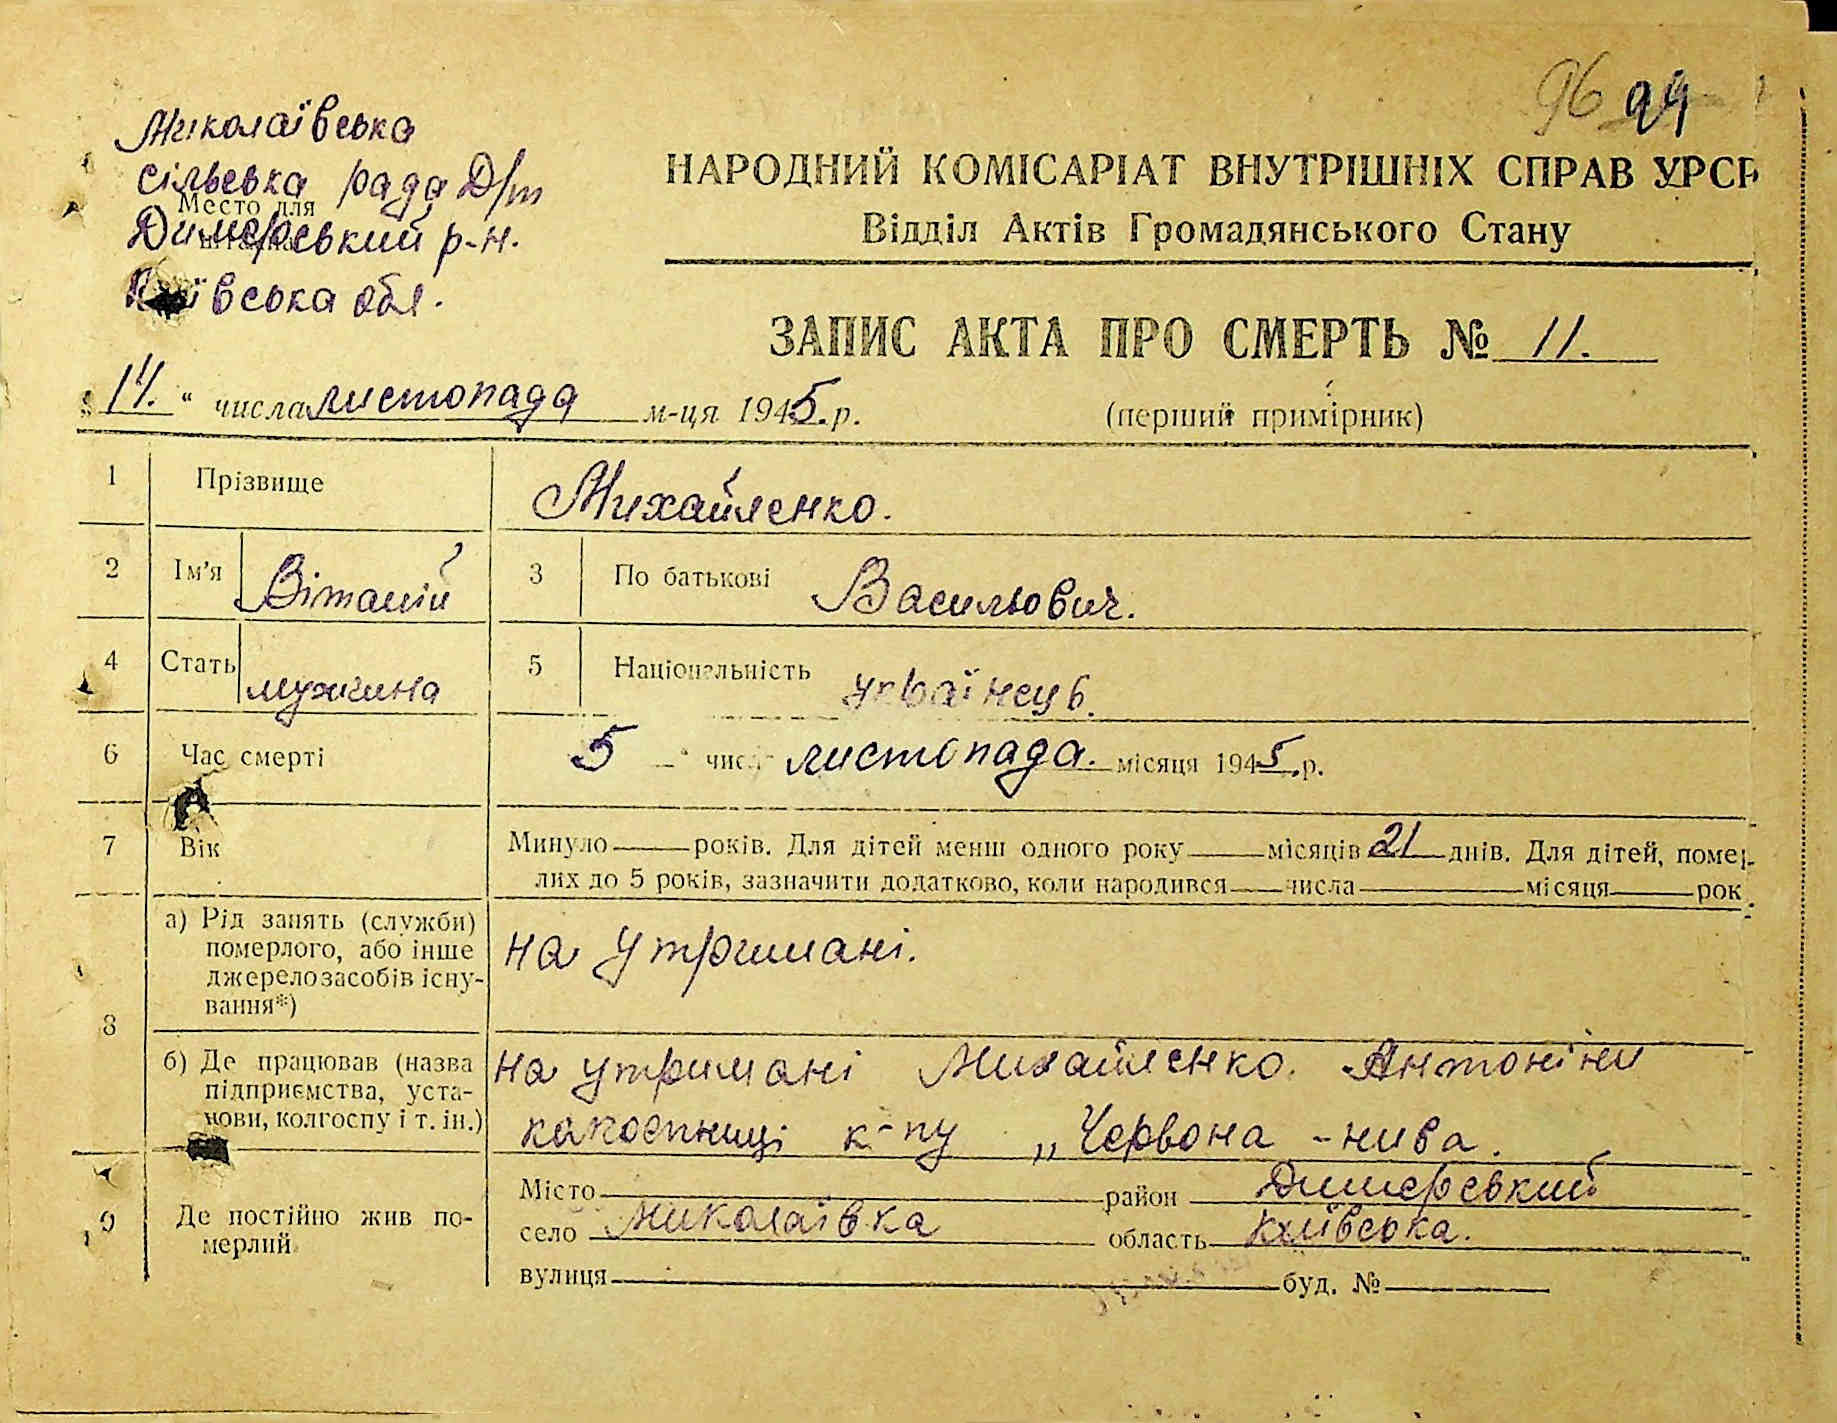 96 94
Миколаївська
сільська рада Д/т
Место для
Димерський р-н.
Київська обл.
НАРОДНИЙ КОМІСАРІАТ ВНУТРІШНІХ СПРАВ УРСР
Відділ Актів Громадянського Стану
ЗАПИС АКТА ПРО СМЕРТЬ № 11.
„14.“ числа листопада м-ця 1945.р.
(перший примірник)
1 Прізвище Михайленко.
2 Ім'я Віталій 3 По батькові Васильович.
4 Стать мужчина 5 Національність українець.
6 Час смерті 5 “ числа листопада. місяця 1945.р.
7 Вік Минуло — років. Для дітей менш одного року — місяців 21 днів. Для дітей, помер-
лих до 5 років, зазначити додатково, коли народився — числа — місяця — рок
8 а) Рід занять (служби)
померлого, або інше
джерело засобів існу-
вання*)
на утримані.
б) Де працював (назва
підприємства, уста-
нови, колгоспу і т. ін.)
на утримані Михайленко. Антоніни
колгоспниці к-пу „Червона -нива.
9 Де постійно жив по-
мерлий
Місто — район Димерський
село Миколаївка область Київська.
вулиця — буд. № —